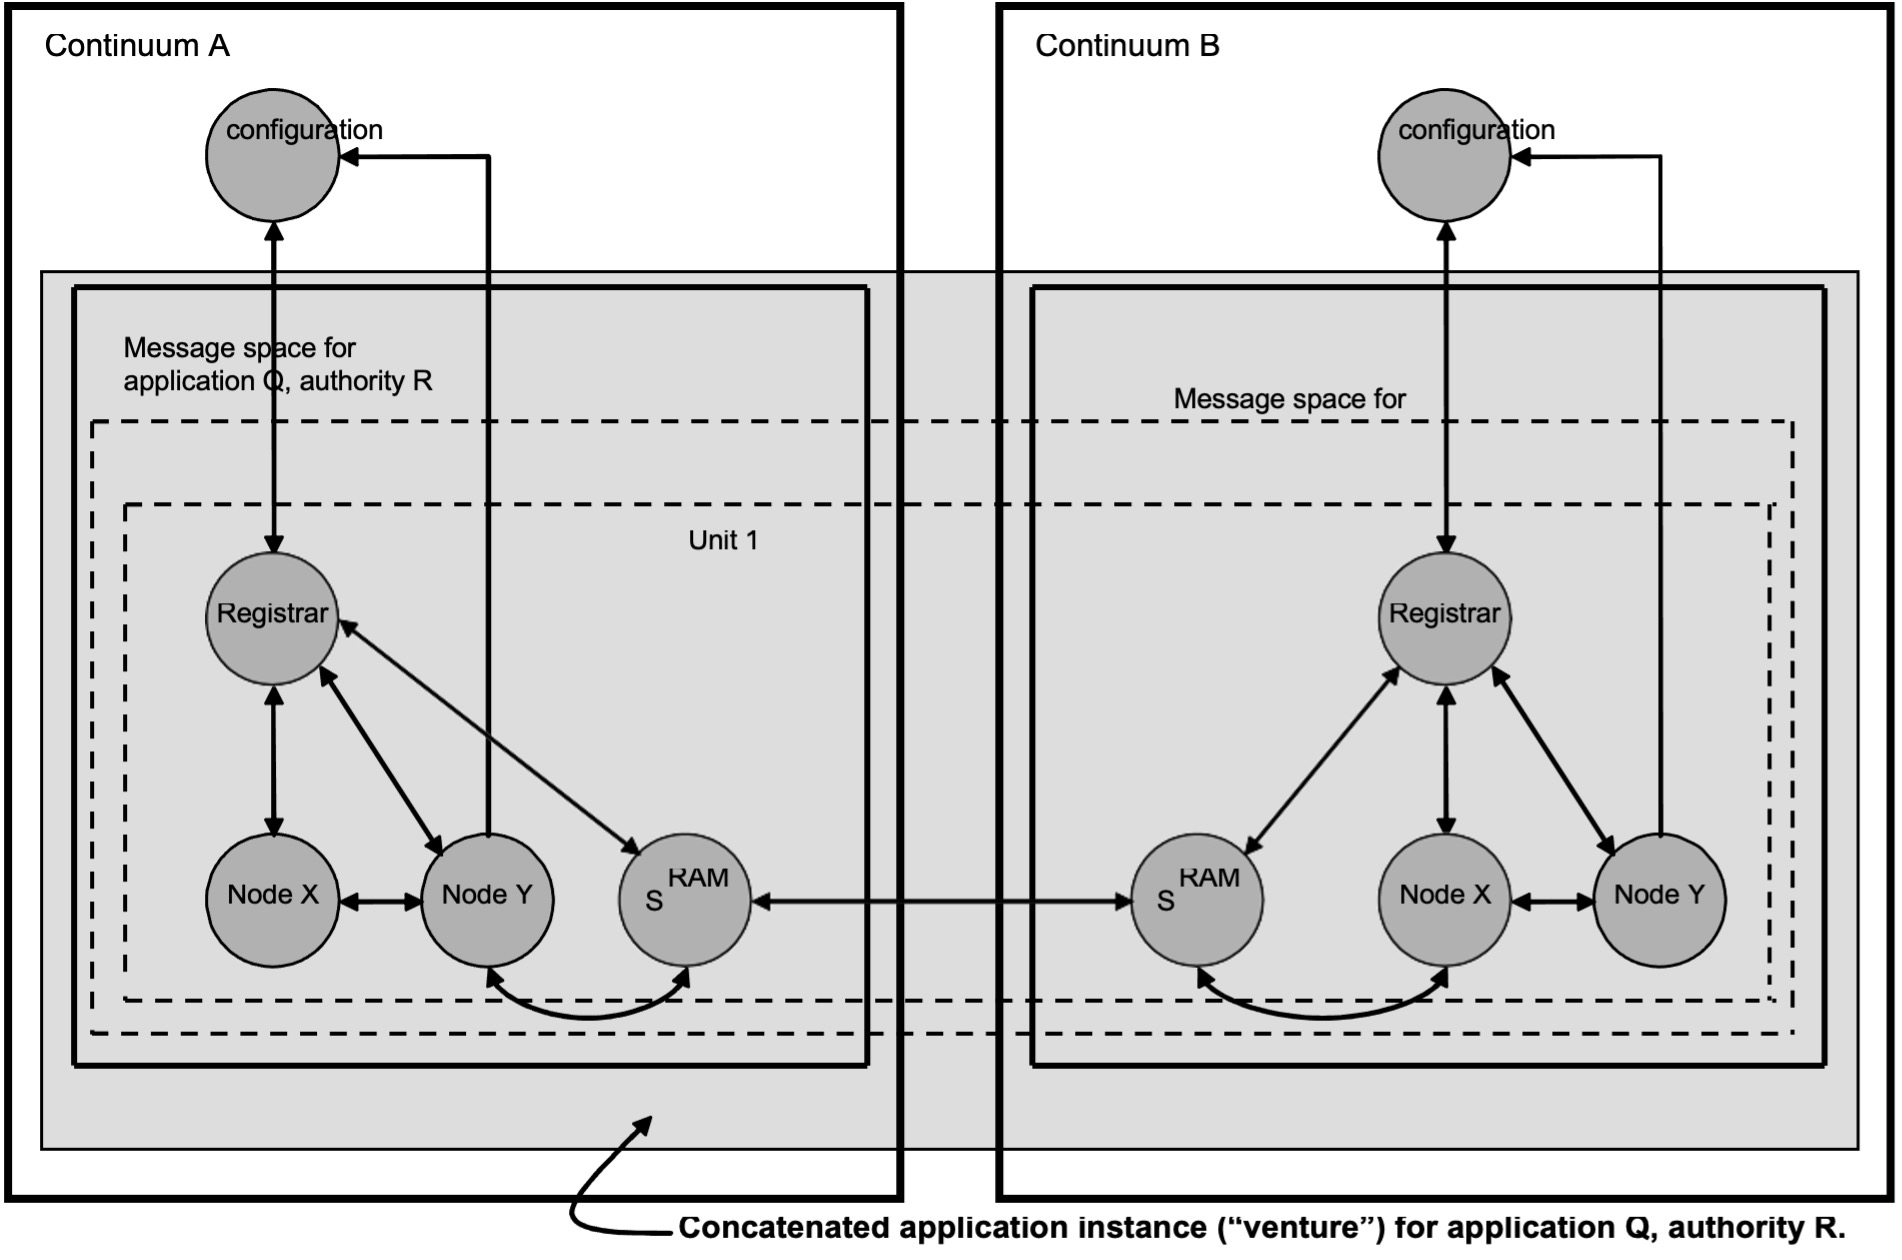 Continuum A
Continuum B
configuration
configuration
Message space for
application Q, authority R
Message space for
Unit 1
Registrar
Registrar
Node X
Node Y
RAM
S
RAM
S
Node X
Node Y
Concatenated application instance (“venture”) for application Q, authority R.